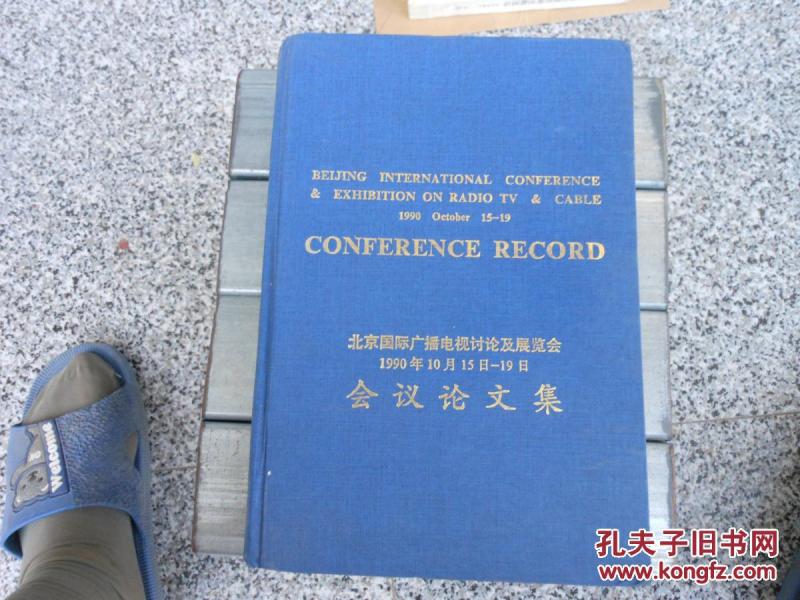 BEIJING INTERNATIONAL CONFERENCE
& EXHIBITION ON RADIO TV & CABLE
1990 October 15-19
CONFERENCE RECORD
北京国际广播电视讨论及展览会
1990年10月15日-19日
会议论文集
Welcome
孔夫子旧书网
www.kongfz.com